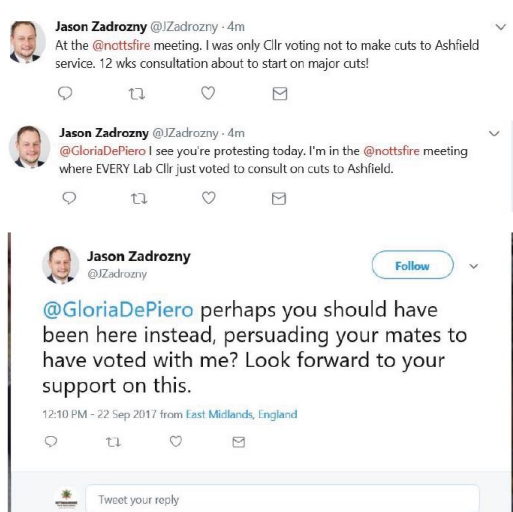 Jason Zadrozny @JZadrozny · 4m
At the @nottsfire meeting. I was only Cllr voting not to make cuts to Ashfield
service. 12 wks consultation about to start on major cuts!
Jason Zadrozny @JZadrozny · 4m
@GloriaDePiero I see you're protesting today. I'm in the @nottsfire meeting
where EVERY Lab Cllr just voted to consult on cuts to Ashfield.
Jason Zadrozny
@JZadrozny
Follow
@GloriaDePiero perhaps you should have
been here instead, persuading your mates to
have voted with me? Look forward to your
support on this.
12:10 PM - 22 Sep 2017 from East Midlands, England
Tweet your reply